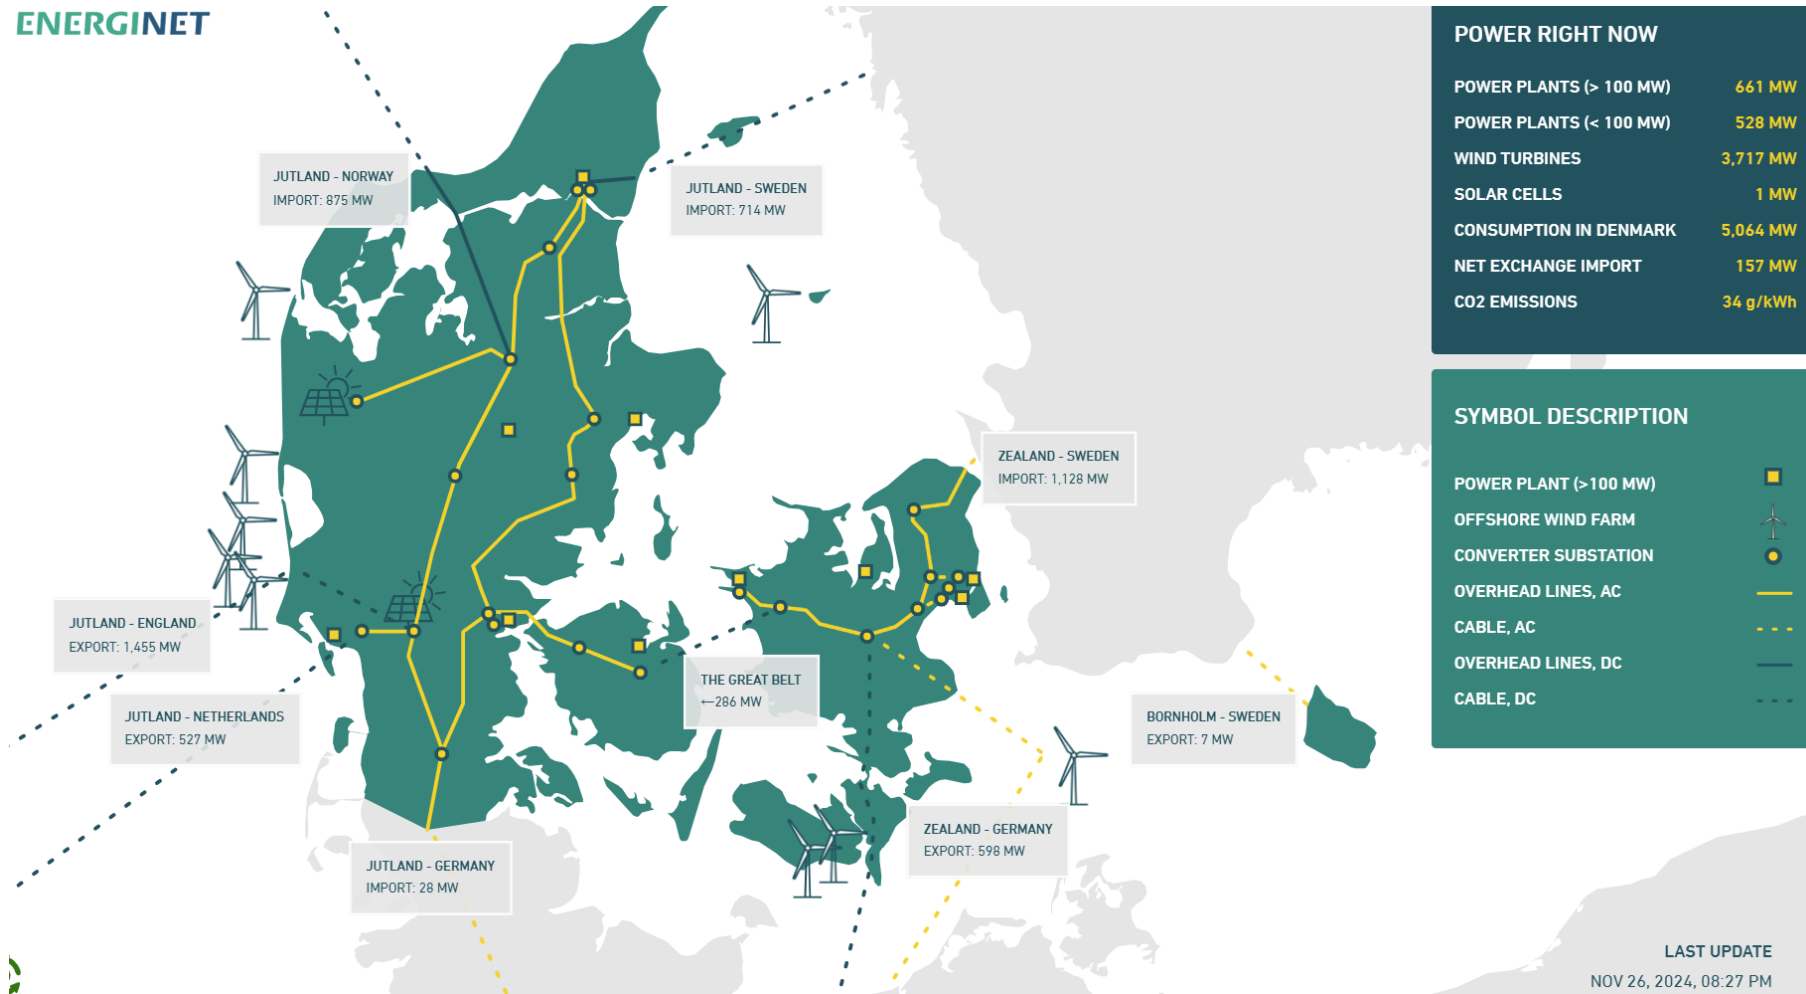 ENERGINET
POWER RIGHT NOW
POWER PLANTS (> 100 MW) 661 MW
POWER PLANTS (< 100 MW) 528 MW
WIND TURBINES 3,717 MW
SOLAR CELLS 1 MW
CONSUMPTION IN DENMARK 5,064 MW
NET EXCHANGE IMPORT 157 MW
CO2 EMISSIONS 34 g/kWh
JUTLAND - NORWAY
IMPORT: 875 MW
JUTLAND - SWEDEN
IMPORT: 714 MW
ZEALAND - SWEDEN
IMPORT: 1,128 MW
JUTLAND - ENGLAND
EXPORT: 1,455 MW
JUTLAND - NETHERLANDS
EXPORT: 527 MW
THE GREAT BELT
←286 MW
BORNHOLM - SWEDEN
EXPORT: 7 MW
ZEALAND - GERMANY
EXPORT: 598 MW
JUTLAND - GERMANY
IMPORT: 28 MW
SYMBOL DESCRIPTION
POWER PLANT (>100 MW)
OFFSHORE WIND FARM
CONVERTER SUBSTATION
OVERHEAD LINES, AC
CABLE, AC
OVERHEAD LINES, DC
CABLE, DC
LAST UPDATE
NOV 26, 2024, 08:27 PM